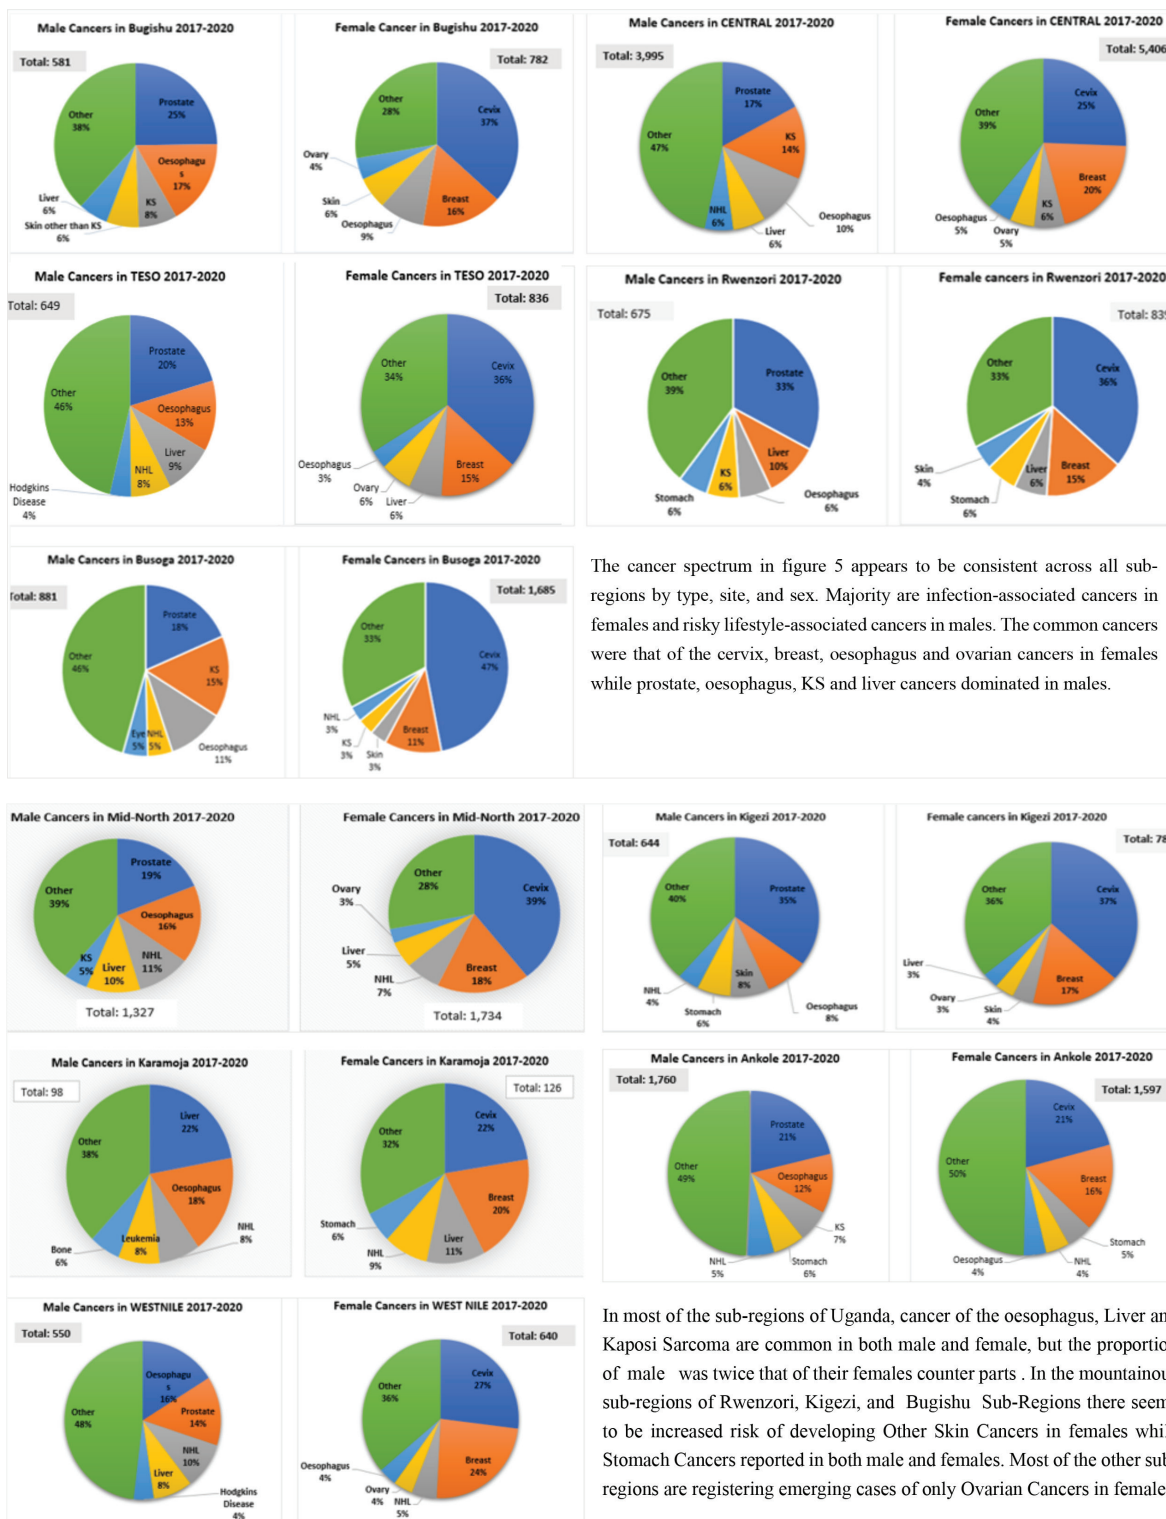 Male Cancers in Bugishu 2017-2020
Total: 581
Prostate
25%
Oesophagu
s
17%
KS
8%
Skin other than KS
6%
Liver
6%
Other
38%
Female Cancer in Bugishu 2017-2020
Total: 782
Cevix
37%
Breast
16%
Oesophagus
9%
Skin
6%
Ovary
4%
Other
28%
Male Cancers in CENTRAL 2017-2020
Total: 3,995
Prostate
17%
KS
14%
Oesophagus
10%
Liver
6%
NHL
6%
Other
47%
Female Cancers in CENTRAL 2017-2020
Total: 5,406
Cevix
25%
Breast
20%
KS
6%
Ovary
5%
Oesophagus
5%
Other
39%
Male Cancers in TESO 2017-2020
Total: 649
Prostate
20%
Oesophagus
13%
Liver
9%
NHL
8%
Hodgkins
Disease
4%
Other
46%
Female Cancers in TESO 2017-2020
Total: 836
Cevix
36%
Breast
15%
Liver
6%
Ovary
6%
Oesophagus
3%
Other
34%
Male Cancers in Rwenzori 2017-2020
Total: 675
Prostate
33%
Liver
10%
Oesophagus
6%
KS
6%
Stomach
6%
Other
39%
Female cancers in Rwenzori 2017-2020
Total: 839
Cevix
36%
Breast
15%
Liver
6%
Stomach
6%
Skin
4%
Other
33%
Male Cancers in Busoga 2017-2020
Total: 881
Prostate
18%
KS
15%
Oesophagus
11%
NHL
5%
Eye
5%
Other
46%
Female Cancers in Busoga 2017-2020
Total: 1,685
Cevix
47%
Breast
11%
Skin
3%
KS
3%
NHL
3%
Other
33%
The cancer spectrum in figure 5 appears to be consistent across all sub-
regions by type, site, and sex. Majority are infection-associated cancers in
females and risky lifestyle-associated cancers in males. The common cancers
were that of the cervix, breast, oesophagus and ovarian cancers in females
while prostate, oesophagus, KS and liver cancers dominated in males.
Male Cancers in Mid-North 2017-2020
Prostate
19%
Oesophagus
16%
NHL
11%
Liver
10%
KS
5%
Other
39%
Total: 1,327
Female Cancers in Mid-North 2017-2020
Cevix
39%
Breast
18%
NHL
7%
Liver
5%
Ovary
3%
Other
28%
Total: 1,734
Male Cancers in Kigezi 2017-2020
Total: 644
Prostate
35%
Oesophagus
8%
Skin
8%
Stomach
6%
NHL
4%
Other
40%
Female cancers in Kigezi 2017-2020
Total: 78
Cevix
37%
Breast
17%
Skin
4%
Ovary
3%
Liver
3%
Other
36%
Male Cancers in Karamoja 2017-2020
Total: 98
Liver
22%
Oesophagus
18%
NHL
8%
Leukemia
8%
Bone
6%
Other
38%
Female Cancers in Karamoja 2017-2020
Total: 126
Cevix
22%
Breast
20%
Liver
11%
NHL
9%
Stomach
6%
Other
32%
Male Cancers in Ankole 2017-2020
Total: 1,760
Prostate
21%
Oesophagus
12%
KS
7%
Stomach
6%
NHL
5%
Other
49%
Female Cancers in Ankole 2017-2020
Total: 1,597
Cevix
21%
Breast
16%
Stomach
5%
NHL
4%
Oesophagus
4%
Other
50%
Male Cancers in WESTNILE 2017-2020
Total: 550
Oesophagu
s
16%
Prostate
14%
NHL
10%
Liver
8%
Hodgkins
Disease
4%
Other
48%
Female Cancers in WEST NILE 2017-2020
Total: 640
Cevix
27%
Breast
24%
NHL
5%
Ovary
4%
Oesophagus
4%
Other
36%
In most of the sub-regions of Uganda, cancer of the oesophagus, Liver an
Kaposi Sarcoma are common in both male and female, but the proportio
of male was twice that of their females counter parts . In the mountainou
sub-regions of Rwenzori, Kigezi, and Bugishu Sub-Regions there seem
to be increased risk of developing Other Skin Cancers in females whil
Stomach Cancers reported in both male and females. Most of the other sub
regions are registering emerging cases of only Ovarian Cancers in female